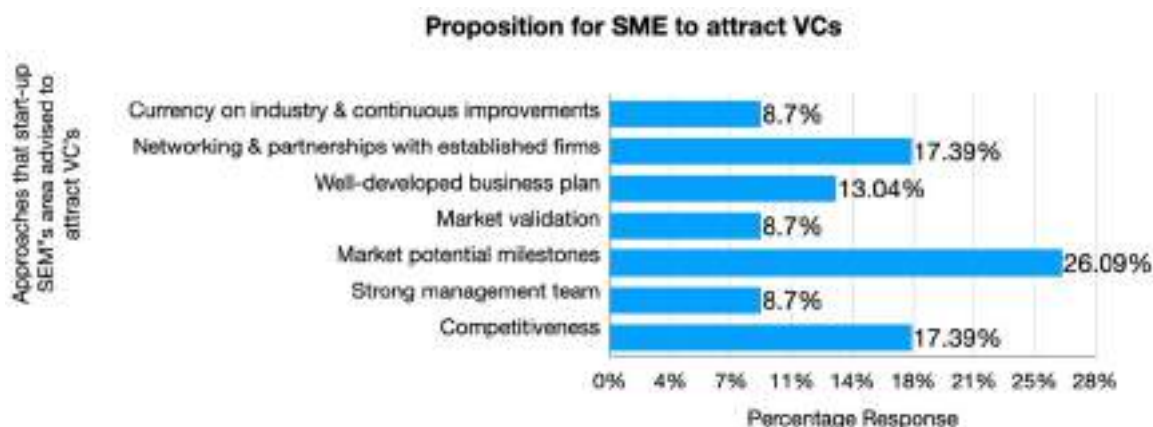 Proposition for SME to attract VCs
Approaches that start-up
SEM"s area advised to
attract VC's
Currency on industry & continuous improvements
8.7%
Networking & partnerships with established firms
17.39%
Well-developed business plan
13.04%
Market validation
8.7%
Market potential milestones
26.09%
Strong management team
8.7%
Competitiveness
17.39%
0% 4% 7% 11% 14% 18% 21% 25% 28%
Percentage Response